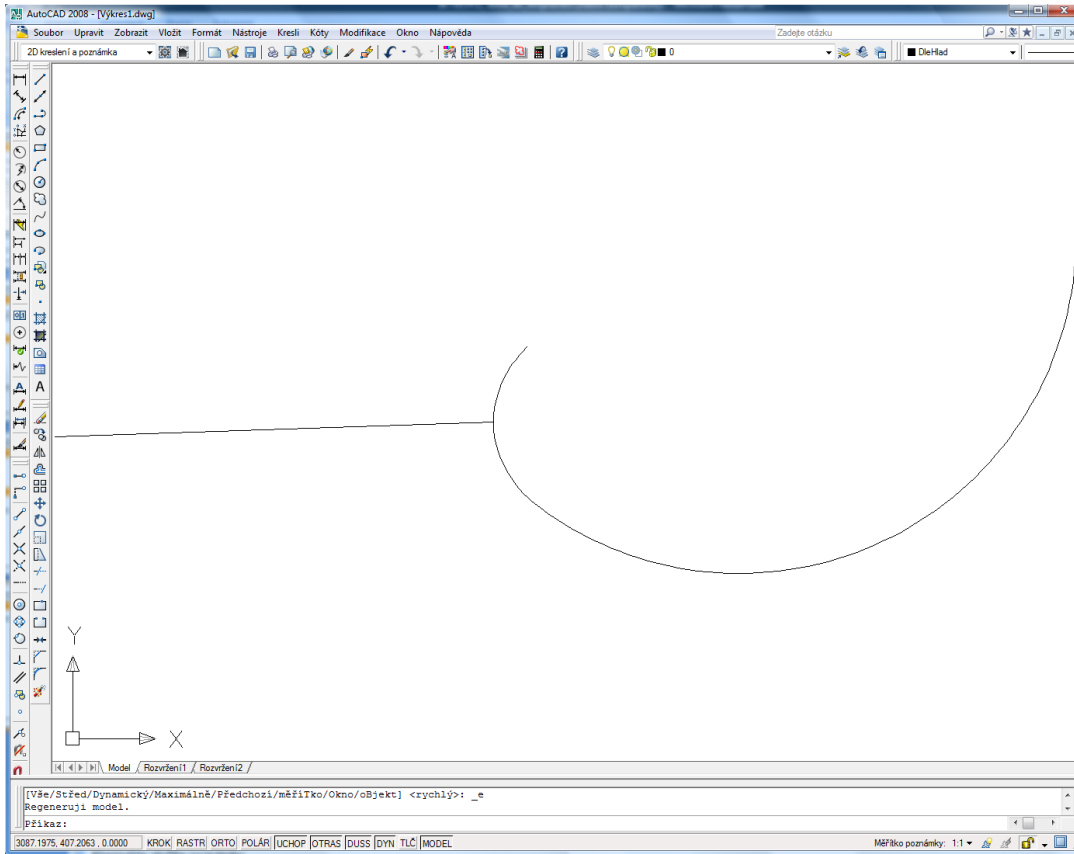 AutoCAD 2008 - [Výkres1.dwg]
Soubor Upravit Zobrazit Vložit Formát Nástroje Kresli Kóty Modifikace Okno Nápověda Zadejte otázku
2D kreslení a poznámka 0 DleHlad
A
A
Y
X
Model Rozvržení1 Rozvržení2
[Vše/Střed/Dynamický/Maximálně/Předchozí/měříTko/Okno/oBjekt] <rychlý>: _e
Regeneruji model.
Příkaz:
3087.1975, 407.2063 , 0.0000 KROK RASTR ORTO POLÁR UCHOP OTRAS DUSS DYN TLČ MODEL Měřítko poznámky: 1:1